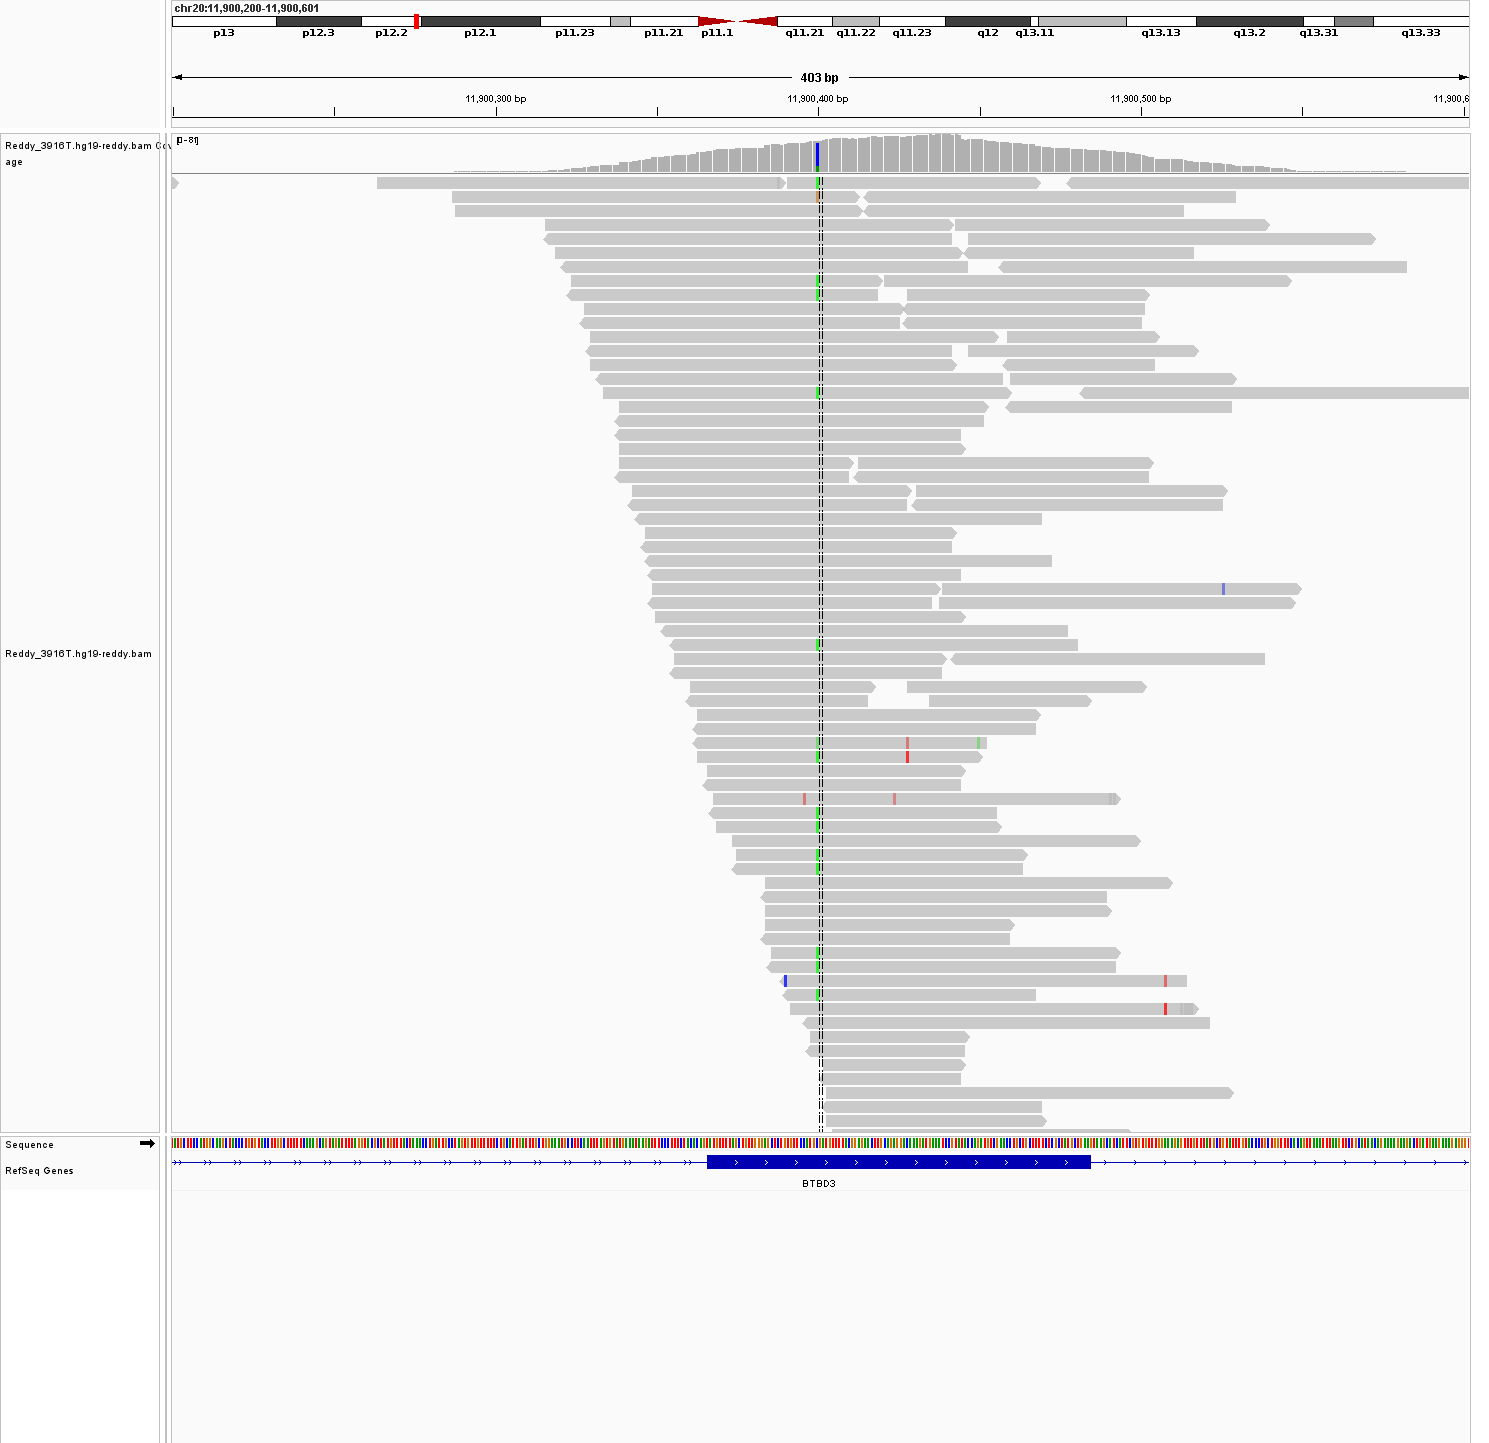 chr20:11,900,200-11,900,601
p13 p12.3 p12.2 p12.1 p11.23 p11.21 p11.1 q11.21 q11.22 q11.23 q12 q13.11 q13.13 q13.2 q13.31 q13.33
403 bp
11,900,300 bp 11,900,400 bp 11,900,500 bp 11,900,6
Reddy_3916T.hg19-reddy.bam Cov
age
[0-81]
Reddy_3916T.hg19-reddy.bam
Sequence
RefSeq Genes
BTBD3